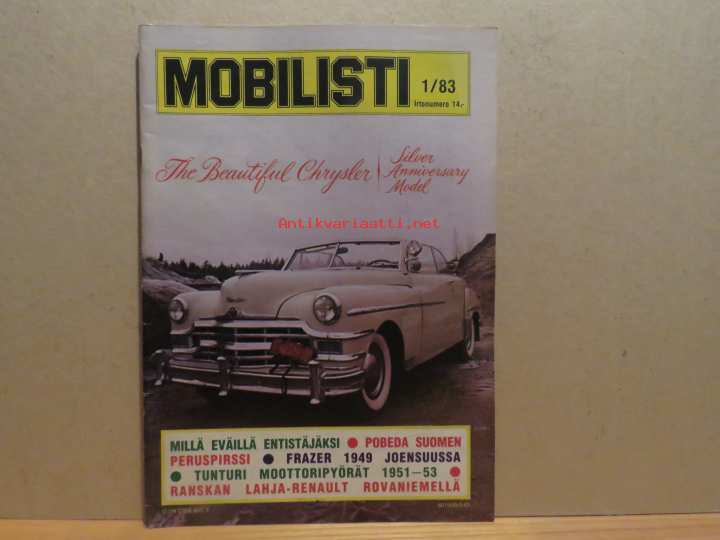 MOBILISTI
1/83
Irtonumero 14,-
The Beautiful Chrysler
Silver
Anniversary
Model
Antikvariaatti.net
MILLÄ EVÄILLÄ ENTISTÄJÄKSI ● POBEDA SUOMEN
PERUSPIRSSI ● FRAZER 1949 JOENSUUSSA
● TUNTURI MOOTTORIPYÖRÄT 1951–53 ●
RANSKAN LAHJA-RENAULT ROVANIEMELLÄ